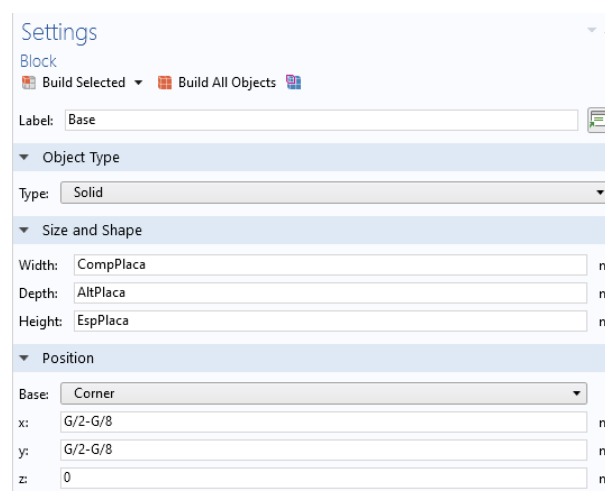 Settings
Block
Build Selected Build All Objects
Label: Base
Object Type
Type: Solid
Size and Shape
Width: CompPlaca
Depth: AltPlaca
Height: EspPlaca
Position
Base: Corner
x: G/2-G/8
y: G/2-G/8
z: 0